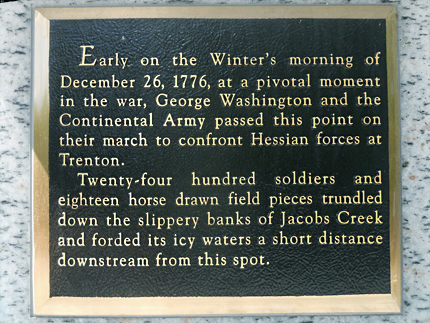 Early on the Winter's morning of
December 26, 1776, at a pivotal moment
in the war, George Washington and the
Continental Army passed this point on
their march to confront Hessian forces at
Trenton.
Twenty-four hundred soldiers and
eighteen horse drawn field pieces trundled
down the slippery banks of Jacobs Creek
and forded its icy waters a short distance
downstream from this spot.